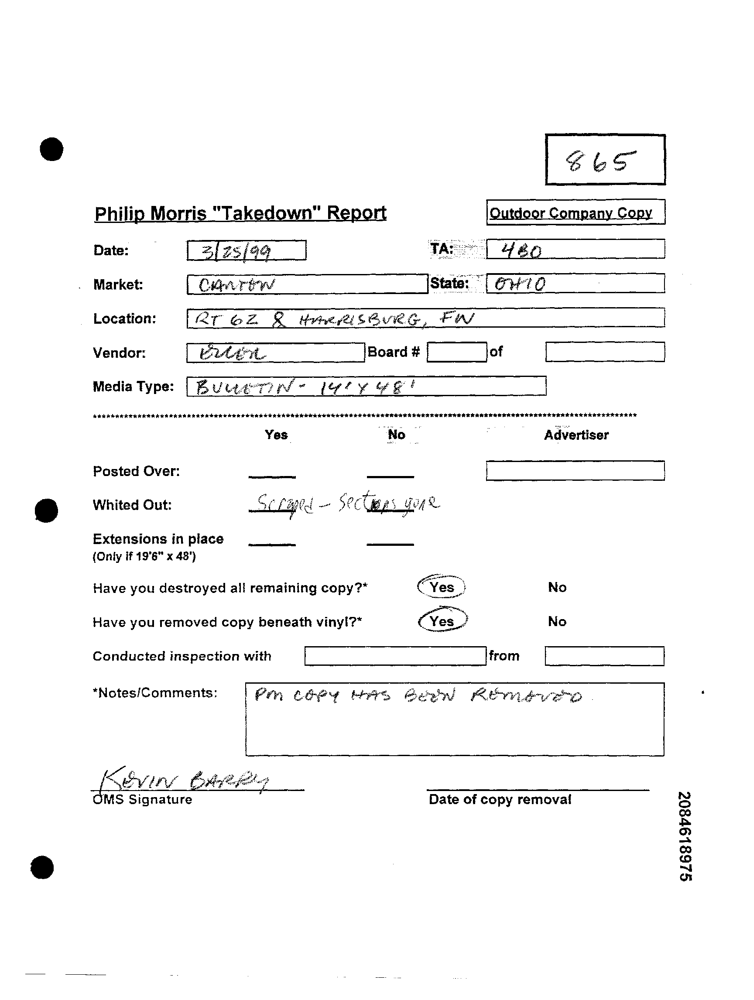 865
Philip Morris "Takedown" Report Outdoor Company Copy
Date: 3/25/99 TA: 480
Market: CANTON State: OHIO
Location: RT 62 & HARRISBURG, FW
Vendor: Board # of
Media Type: BULLETIN - 14' X 48'
Yes No Advertiser
Posted Over:
Whited Out: Scraped - Sections gone
Extensions in place
(Only if 19'6" x 48')
Have you destroyed all remaining copy?* Yes No
Have you removed copy beneath vinyl?* Yes No
Conducted inspection with from
*Notes/Comments: PM COPY HAS BEEN REMOVED
KEVIN BARRY
OMS Signature Date of copy removal
2084618975